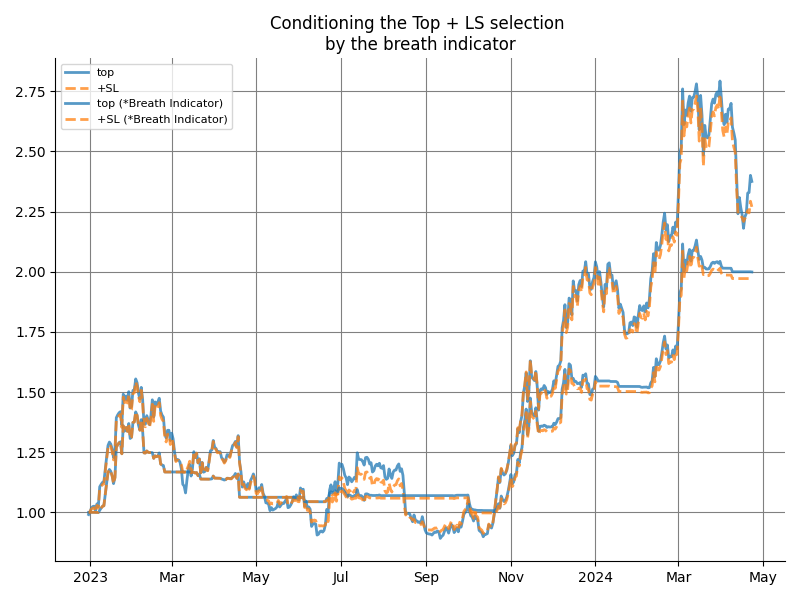 Conditioning the Top + LS selection
by the breath indicator
top
+SL
top (*Breath Indicator)
+SL (*Breath Indicator)
2.75
2.50
2.25
2.00
1.75
1.50
1.25
1.00
2023 Mar May Jul Sep Nov 2024 Mar May